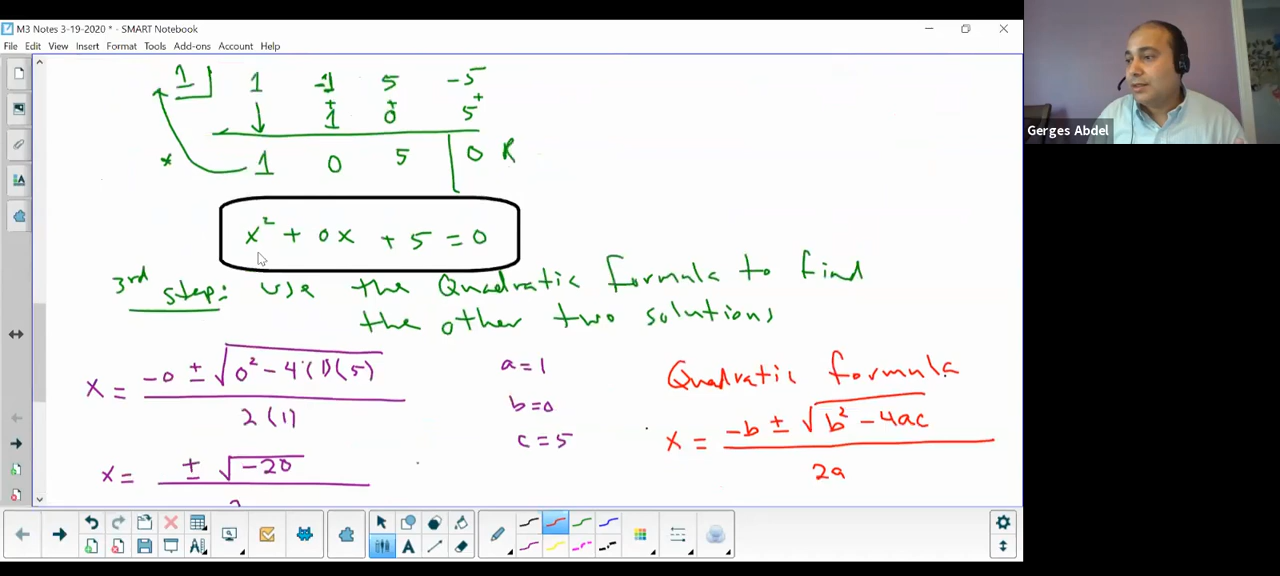 M3 Notes 3-19-2020 * - SMART Notebook
File Edit View Insert Format Tools Add-ons Account Help
1 1 -1 5 -5
+ + +
1 0 5
* 1 0 5 0 R
x² + 0x + 5 = 0
3rd step: use the Quadratic formula to find
the other two solutions
x = -0 ± √0² - 4(1)(5) / 2(1)
a = 1
b = 0
c = 5
x = ± √-20
Quadratic formula
x = -b ± √b² - 4ac / 2a
Gerges Abdel